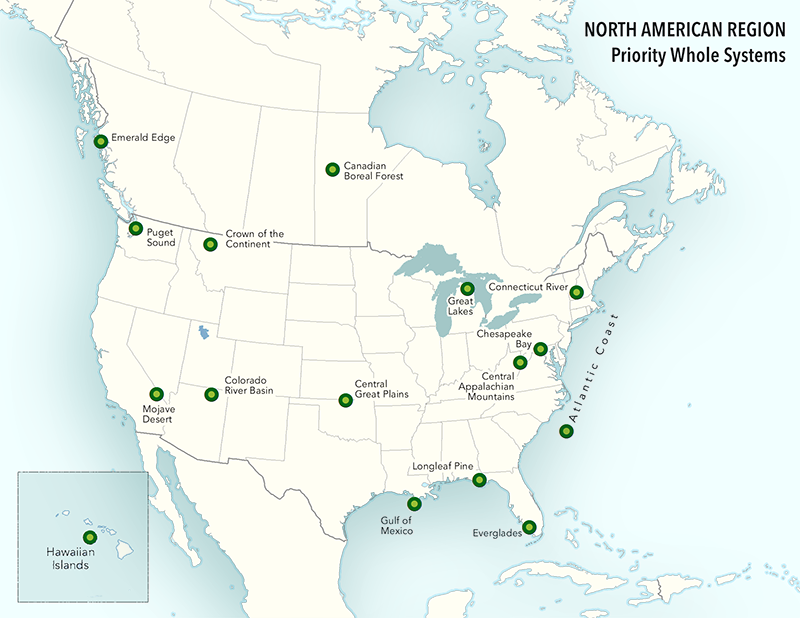 NORTH AMERICAN REGION
Priority Whole Systems
Emerald Edge
Canadian
Boreal Forest
Puget
Sound
Crown of the
Continent
Great
Lakes
Connecticut River
Chesapeake
Bay
Central
Appalachian
Mountains
Atlantic Coast
Mojave
Desert
Colorado
River Basin
Central
Great Plains
Longleaf Pine
Gulf of
Mexico
Everglades
Hawaiian
Islands